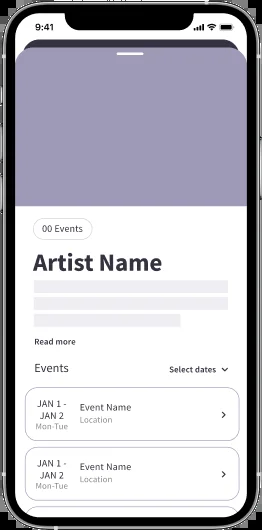 9:41
00 Events
Artist Name
Read more
Events
Select dates
JAN 1 -
JAN 2
Mon-Tue
Event Name
Location
JAN 1 -
JAN 2
Mon-Tue
Event Name
Location